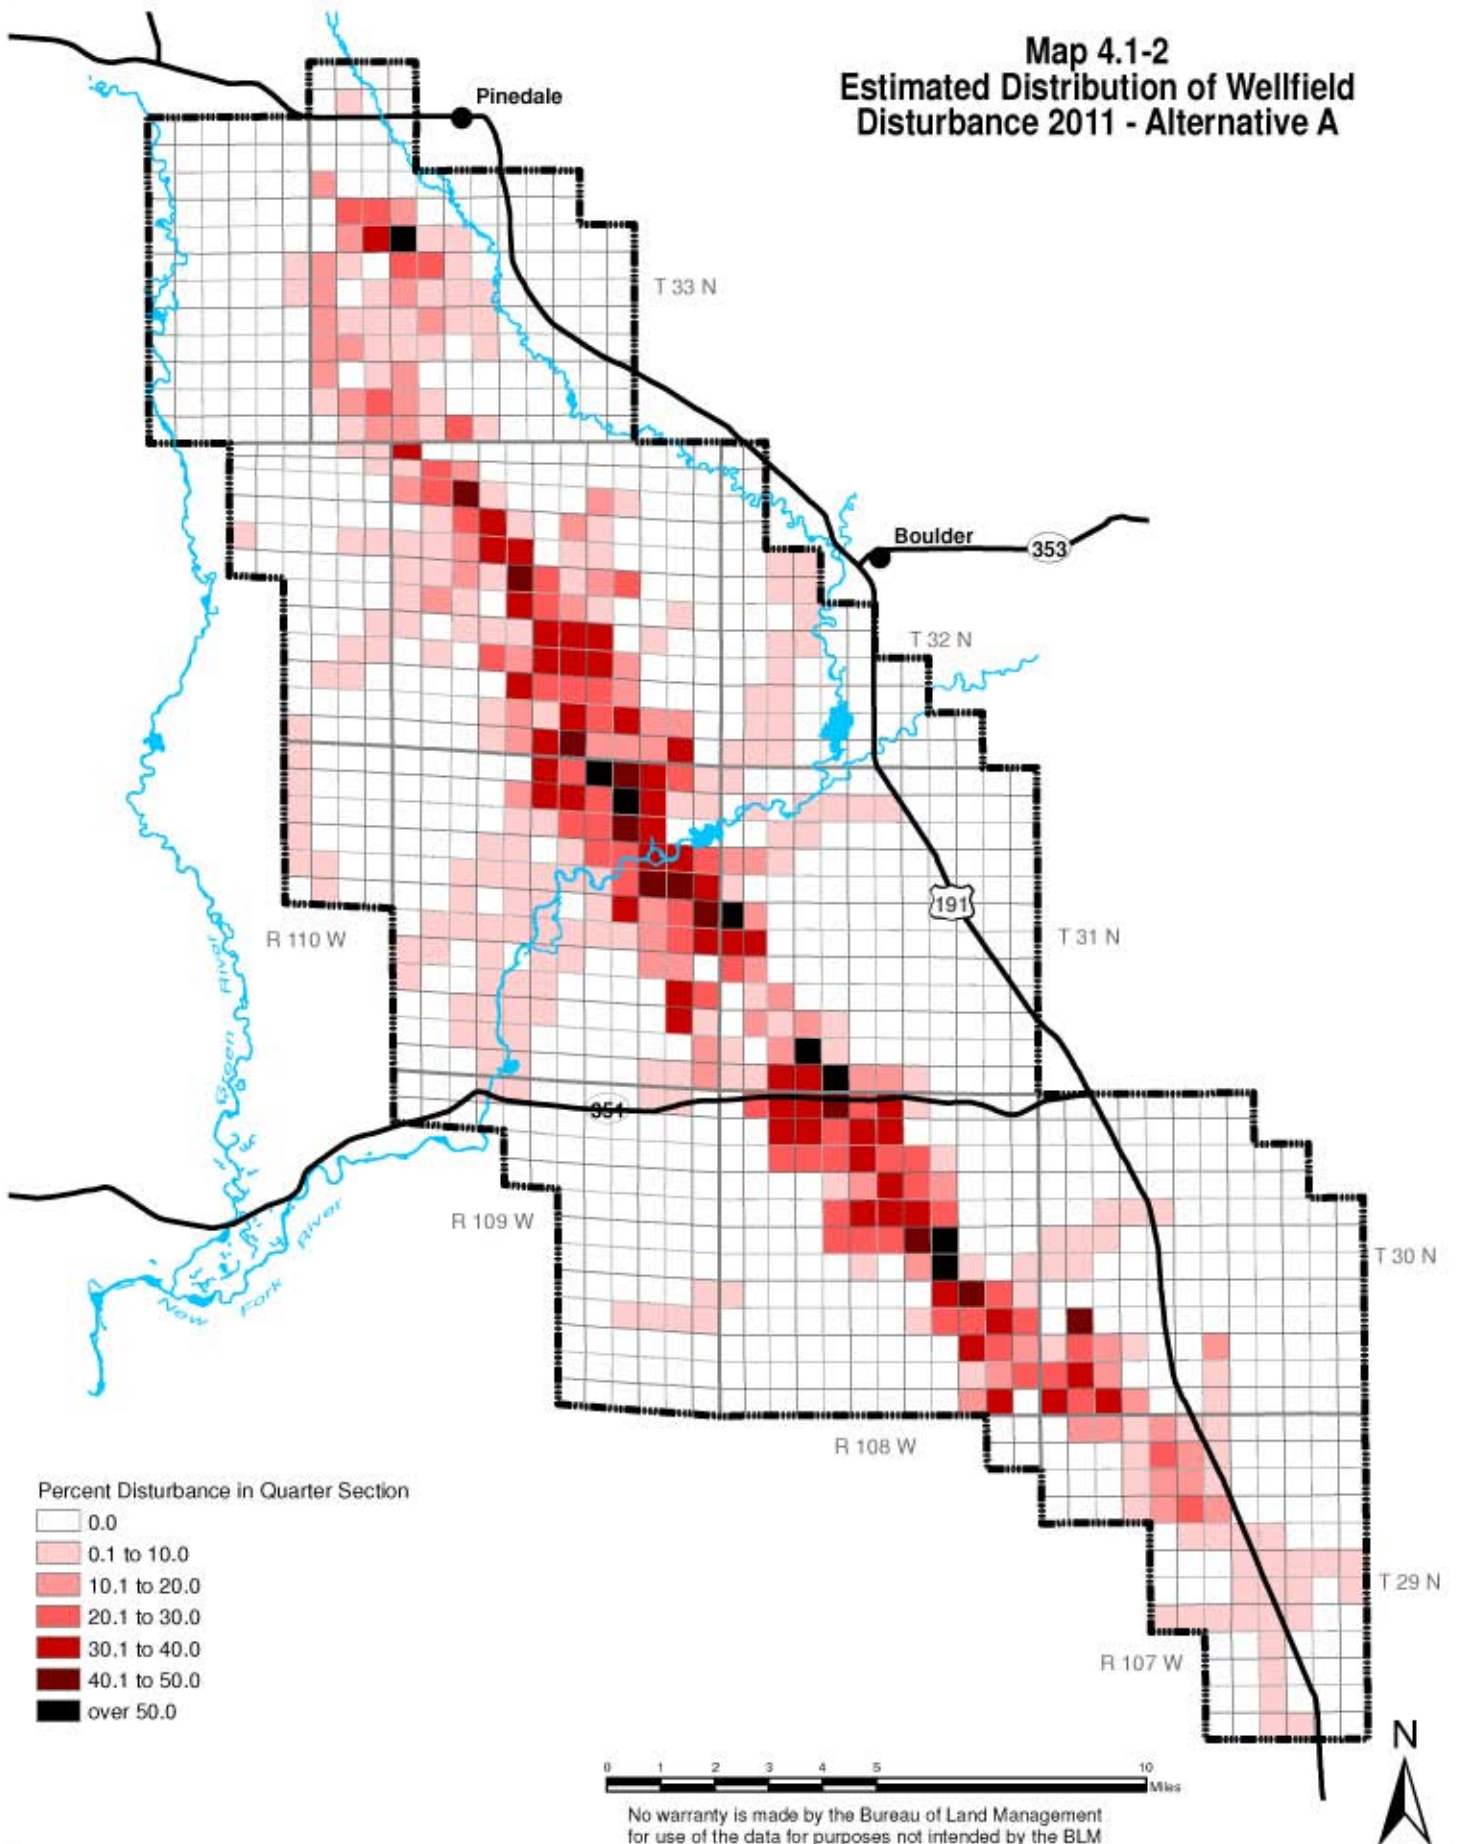 Map 4.1-2
Estimated Distribution of Wellfield
Disturbance 2011 - Alternative A
Pinedale
T 33 N
Boulder
353
T 32 N
191
R 110 W
T 31 N
Green River
351
R 109 W
T 30 N
New Fork River
R 108 W
Percent Disturbance in Quarter Section
0.0
0.1 to 10.0
10.1 to 20.0
20.1 to 30.0
30.1 to 40.0
40.1 to 50.0
over 50.0
T 29 N
R 107 W
N
0 1 2 3 4 5 10
Miles
No warranty is made by the Bureau of Land Management
for use of the data for purposes not intended by the BLM